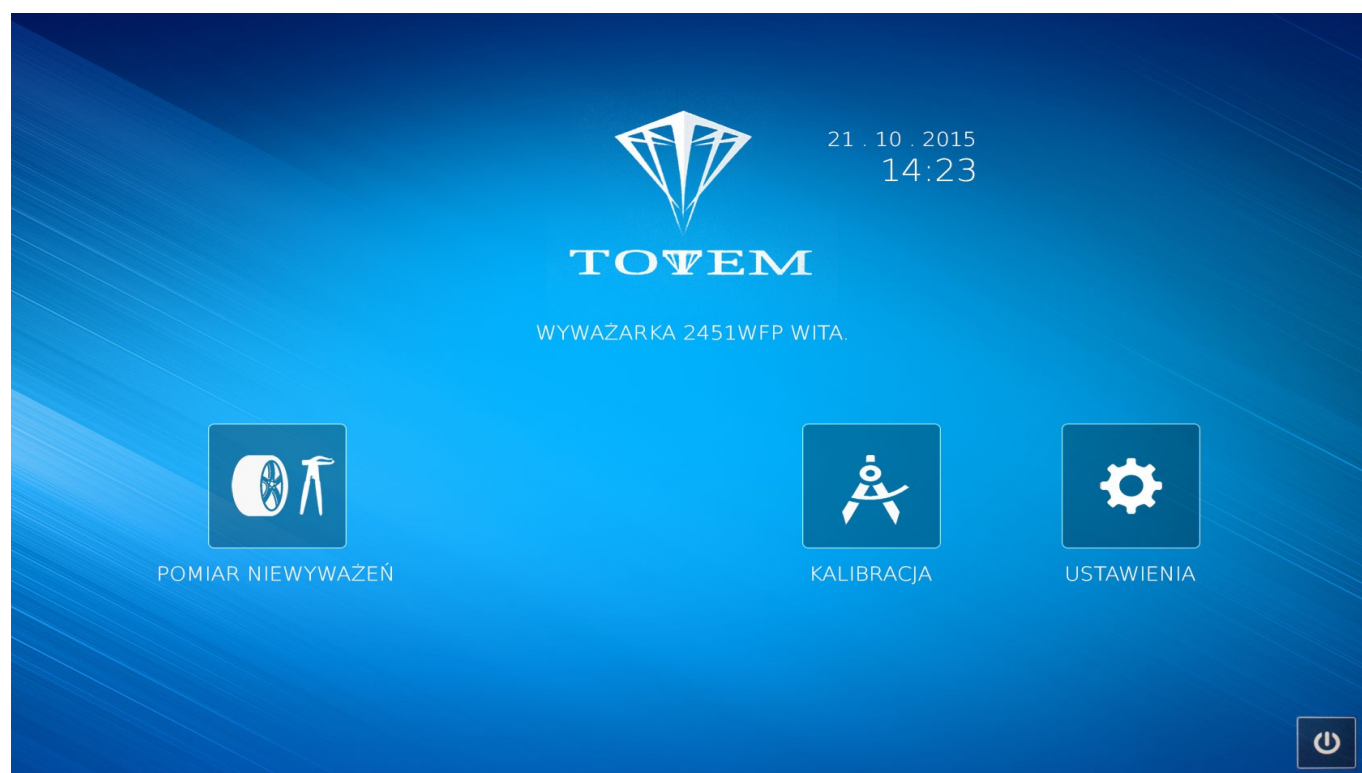 21 . 10 . 2015
14:23
TOTEM
WYWAŻARKA 2451WFP WITA.
POMIAR NIEWYWAŻEŃ
KALIBRACJA
USTAWIENIA